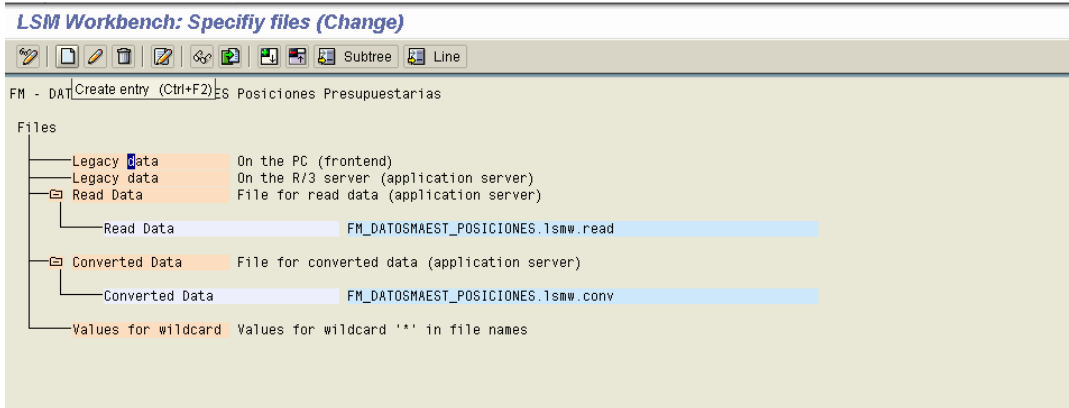 LSM Workbench: Specifiy files (Change)
Subtree Line
Create entry (Ctrl+F2)
FM - DAT ES Posiciones Presupuestarias
Files
Legacy data On the PC (frontend)
Legacy data On the R/3 server (application server)
Read Data File for read data (application server)
Read Data FM_DATOSMAEST_POSICIONES.lsmw.read
Converted Data File for converted data (application server)
Converted Data FM_DATOSMAEST_POSICIONES.lsmw.conv
Values for wildcard Values for wildcard '*' in file names